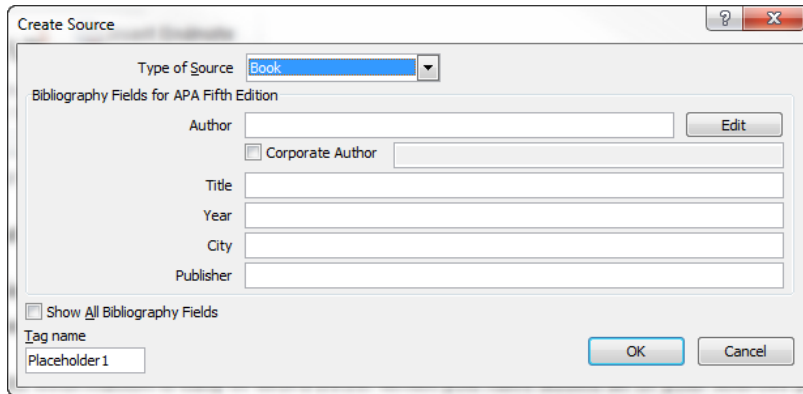 Create Source
Type of Source Book
Bibliography Fields for APA Fifth Edition
Author Edit
Corporate Author
Title
Year
City
Publisher
Show All Bibliography Fields
Tag name
Placeholder1 OK Cancel